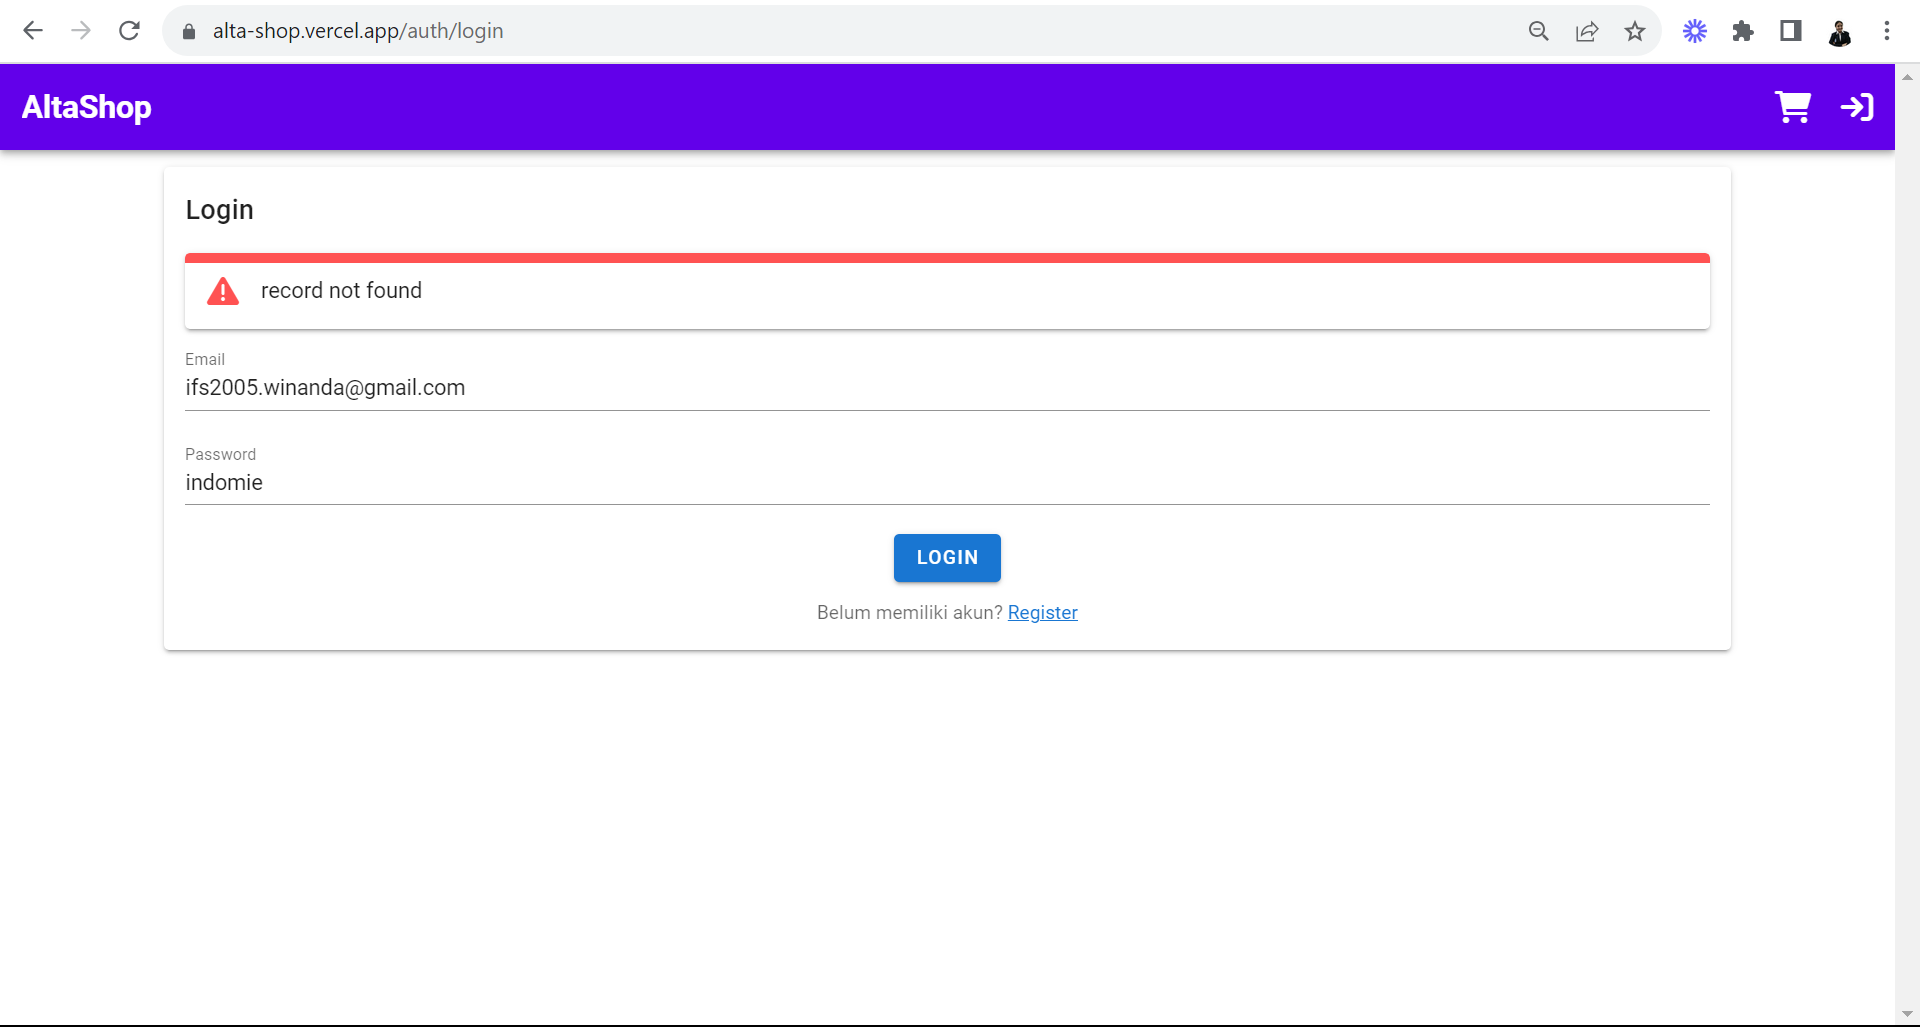 alta-shop.vercel.app/auth/login
AltaShop
Login
record not found
Email
ifs2005.winanda@gmail.com
Password
indomie
LOGIN
Belum memiliki akun? Register